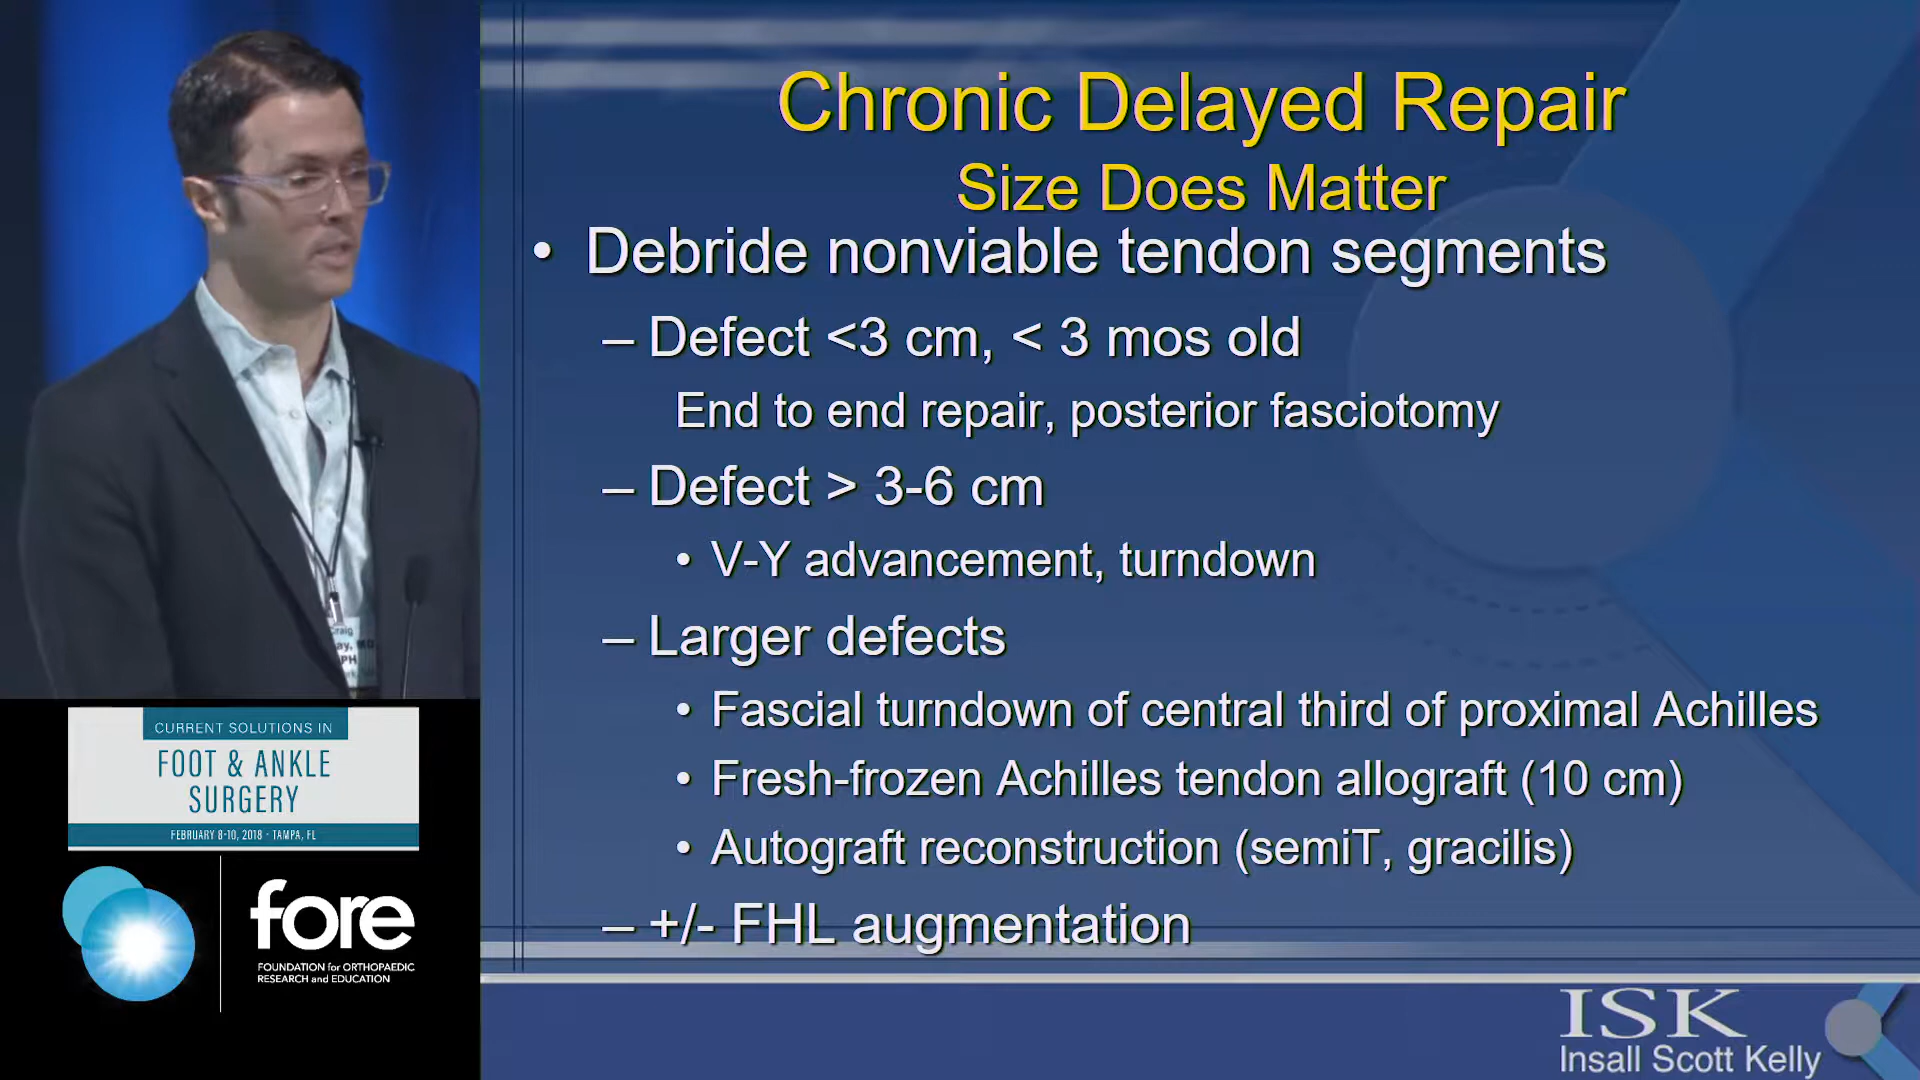 Chronic Delayed Repair
Size Does Matter
• Debride nonviable tendon segments
– Defect <3 cm, < 3 mos old
End to end repair, posterior fasciotomy
– Defect > 3-6 cm
• V-Y advancement, turndown
– Larger defects
• Fascial turndown of central third of proximal Achilles
• Fresh-frozen Achilles tendon allograft (10 cm)
• Autograft reconstruction (semiT, gracilis)
– +/- FHL augmentation
ISK
Insall Scott Kelly
Craig
CURRENT SOLUTIONS IN
FOOT & ANKLE
SURGERY
FEBRUARY 8-10, 2018 - TAMPA, FL
fore
FOUNDATION for ORTHOPAEDIC
RESEARCH and EDUCATION